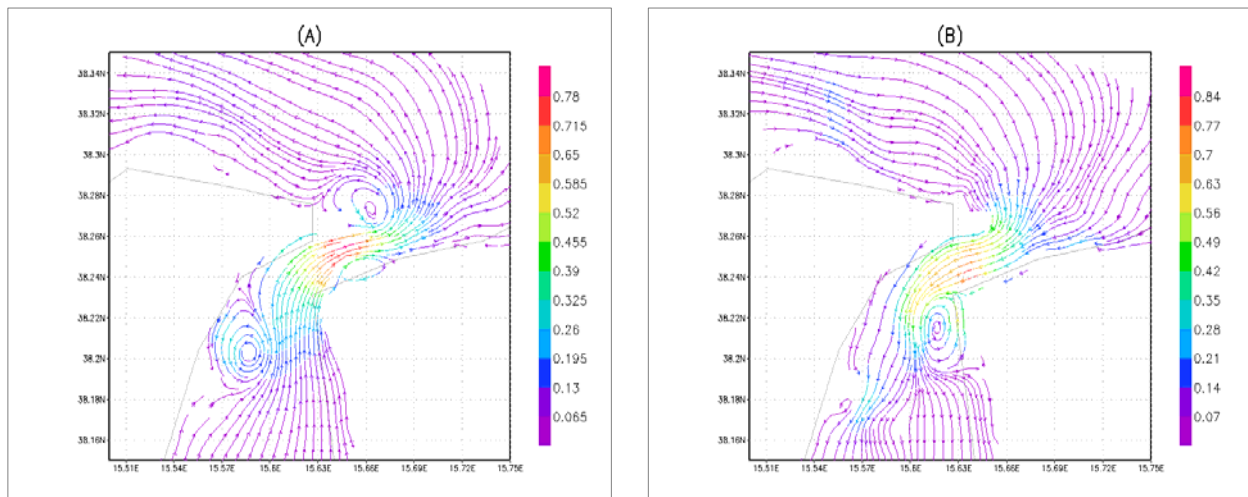 (A)
38.34N
38.32N
38.3N
38.28N
38.26N
38.24N
38.22N
38.2N
38.18N
38.16N
15.51E 15.54E 15.57E 15.6E 15.63E 15.66E 15.69E 15.72E 15.75E
0.78
0.715
0.65
0.585
0.52
0.455
0.39
0.325
0.26
0.195
0.13
0.065
(B)
38.34N
38.32N
38.3N
38.28N
38.26N
38.24N
38.22N
38.2N
38.18N
38.16N
15.51E 15.54E 15.57E 15.6E 15.63E 15.66E 15.69E 15.72E 15.75E
0.84
0.77
0.7
0.63
0.56
0.49
0.42
0.35
0.28
0.21
0.14
0.07